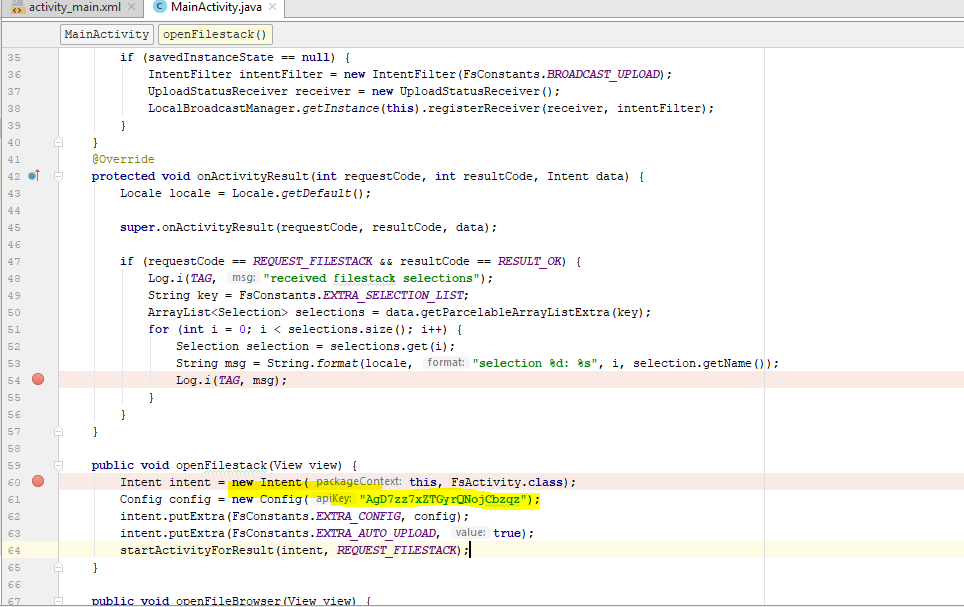 activity_main.xml × MainActivity.java ×
MainActivity openFilestack()
35 if (savedInstanceState == null) {
36 IntentFilter intentFilter = new IntentFilter(FsConstants.BROADCAST_UPLOAD);
37 UploadStatusReceiver receiver = new UploadStatusReceiver();
38 LocalBroadcastManager.getInstance(this).registerReceiver(receiver, intentFilter);
39 }
40 }
41 @Override
42 protected void onActivityResult(int requestCode, int resultCode, Intent data) {
43 Locale locale = Locale.getDefault();
44
45 super.onActivityResult(requestCode, resultCode, data);
46
47 if (requestCode == REQUEST_FILESTACK && resultCode == RESULT_OK) {
48 Log.i(TAG, msg: "received filestack selections");
49 String key = FsConstants.EXTRA_SELECTION_LIST;
50 ArrayList<Selection> selections = data.getParcelableArrayListExtra(key);
51 for (int i = 0; i < selections.size(); i++) {
52 Selection selection = selections.get(i);
53 String msg = String.format(locale, format: "selection %d: %s", i, selection.getName());
54 Log.i(TAG, msg);
55 }
56 }
57 }
58
59 public void openFilestack(View view) {
60 Intent intent = new Intent( packageContext: this, FsActivity.class);
61 Config config = new Config( apiKey: "AgD7zz7xZTGyrQNojCbzqz");
62 intent.putExtra(FsConstants.EXTRA_CONFIG, config);
63 intent.putExtra(FsConstants.EXTRA_AUTO_UPLOAD, value: true);
64 startActivityForResult(intent, REQUEST_FILESTACK);
65 }
66
67 public void openFileBrowser(View view) {